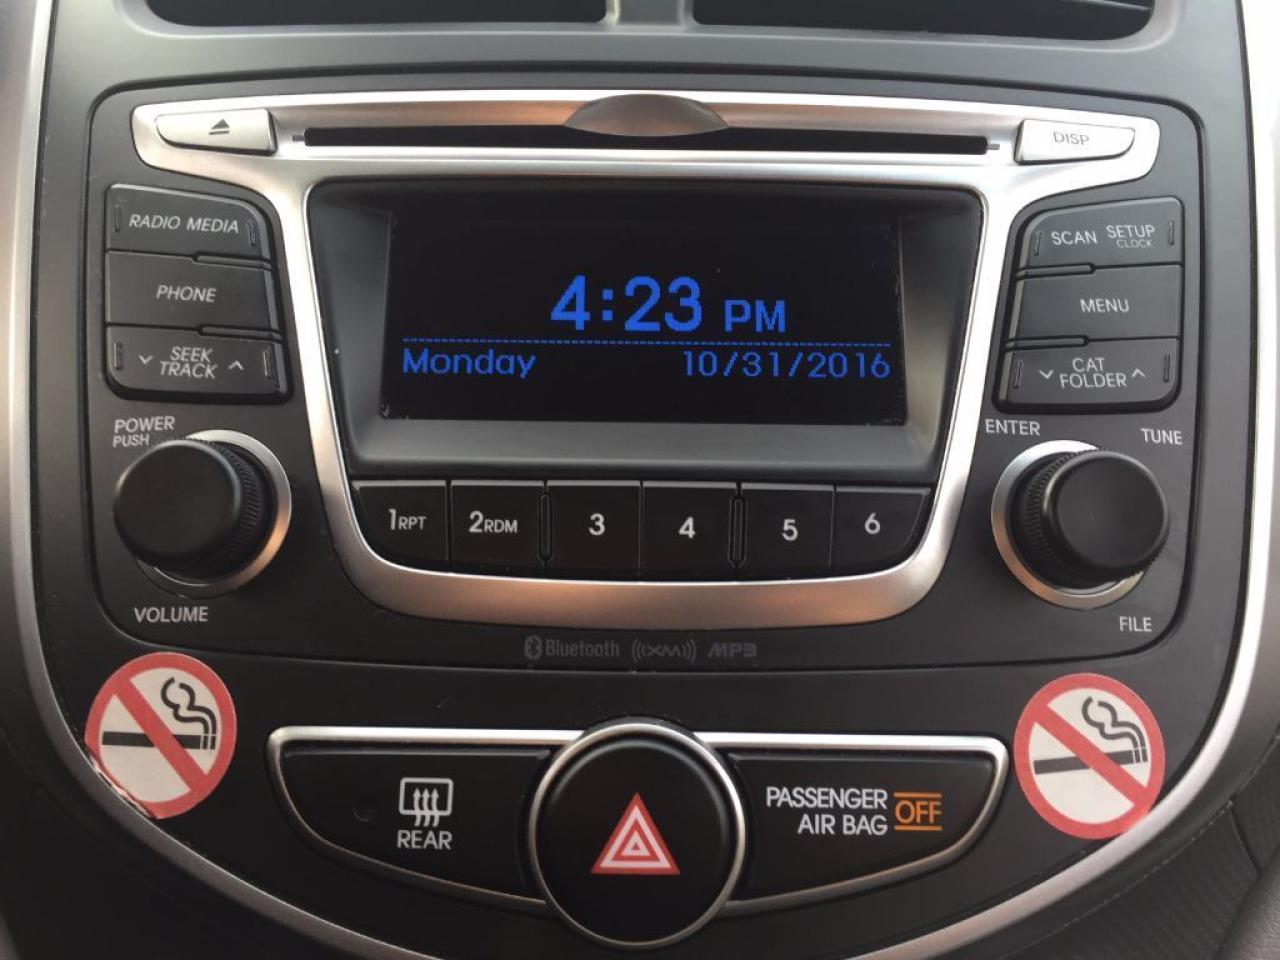 DISP
RADIO MEDIA
PHONE
SEEK
TRACK
POWER
PUSH
VOLUME
4:23 PM
Monday 10/31/2016
SCAN SETUP
CLOCK
MENU
CAT
FOLDER
ENTER
TUNE
FILE
1RPT 2RDM 3 4 5 6
Bluetooth ((XM)) MP3
REAR
PASSENGER
AIR BAG OFF